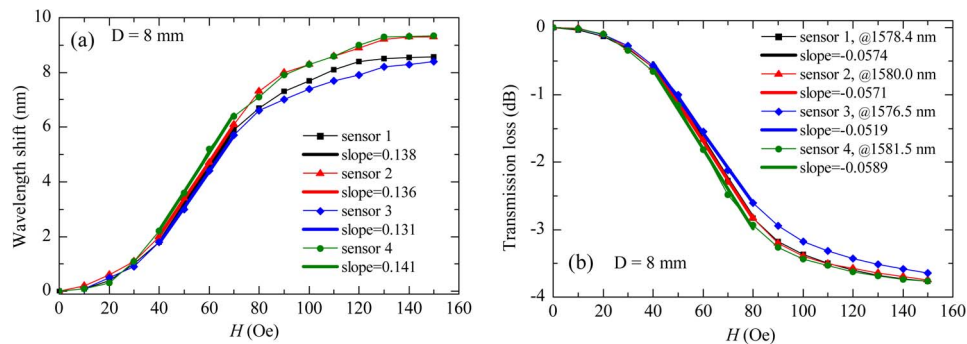 (a)
D = 8 mm
Wavelength shift (nm)
10
8
6
4
2
0
sensor 1
slope=0.138
sensor 2
slope=0.136
sensor 3
slope=0.131
sensor 4
slope=0.141
0 20 40 60 80 100 120 140 160
H (Oe)
Transmission loss (dB)
-0
-1
-2
-3
-4
sensor 1, @1578.4 nm
slope=-0.0574
sensor 2, @1580.0 nm
slope=-0.0571
sensor 3, @1576.5 nm
slope=-0.0519
sensor 4, @1581.5 nm
slope=-0.0589
(b)
D = 8 mm
0 20 40 60 80 100 120 140 160
H (Oe)